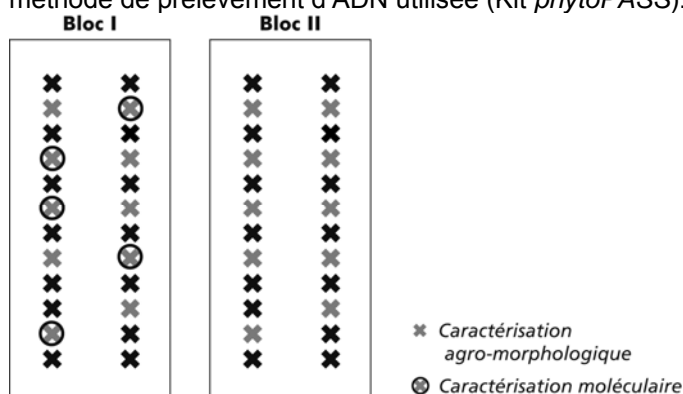 méthode de prélèvement d'ADN utilisée (Kit phytoPASS).
Bloc I
Bloc II
Caractérisation
agro-morphologique
Caractérisation moléculaire